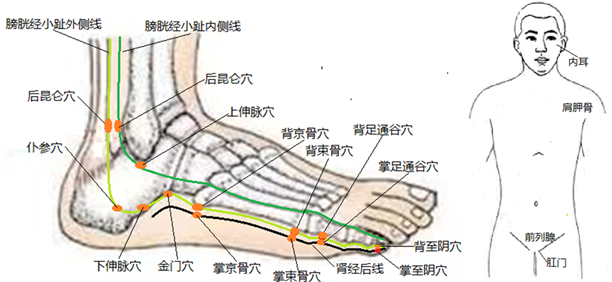 膀胱经小趾外侧线
膀胱经小趾内侧线
内耳
后昆仑穴
后昆仑穴
肩胛骨
上伸脉穴
背足通谷穴
背京骨穴
背束骨穴
掌足通谷穴
仆参穴
前列腺
背至阴穴
肛门
下伸脉穴
金门穴
掌京骨穴
掌束骨穴
肾经后线
掌至阴穴